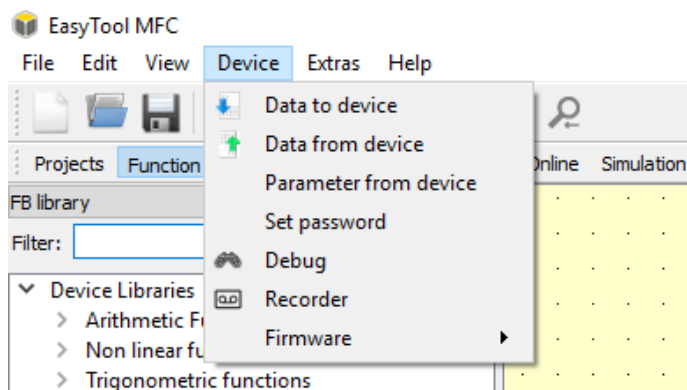 EasyTool MFC
File Edit View Device Extras Help
Data to device
Data from device
Parameter from device
Set password
Debug
Recorder
Firmware
Projects Function Online Simulation
FB library
Filter:
Device Libraries
Arithmetic
Non linear
Trigonometric functions